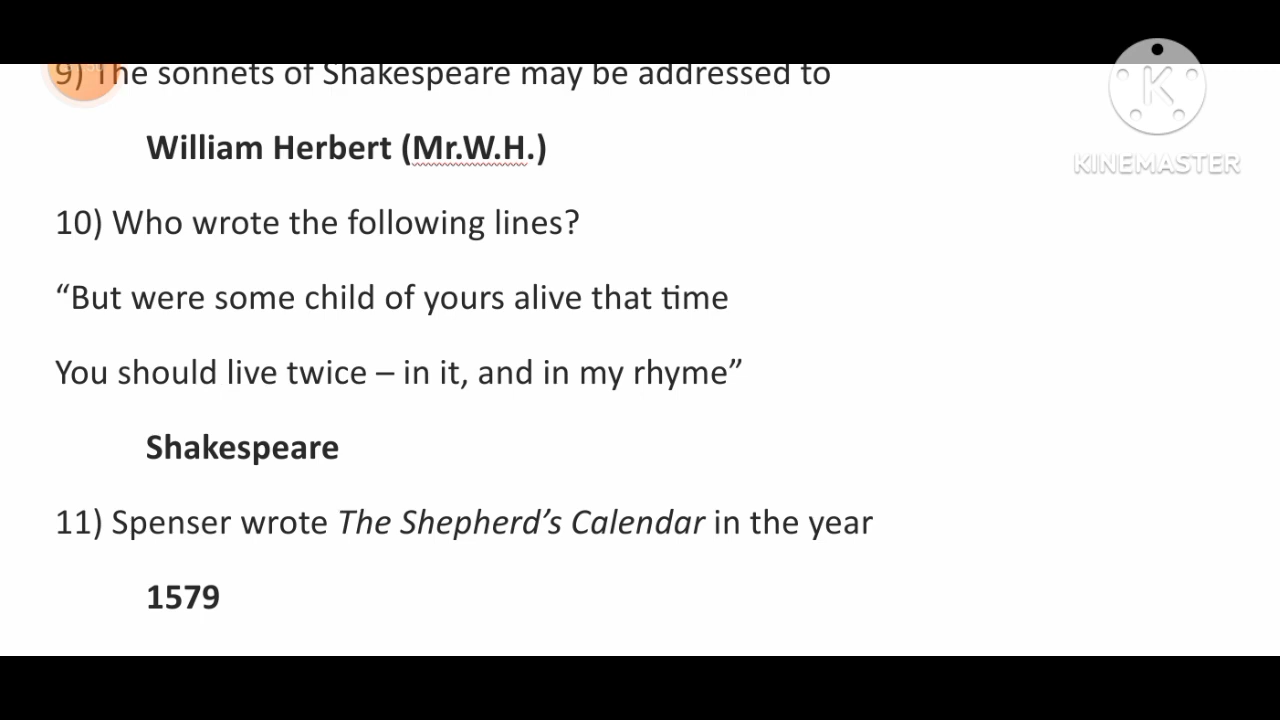 9) The sonnets of Shakespeare may be addressed to
William Herbert (Mr.W.H.)
10) Who wrote the following lines?
“But were some child of yours alive that time
You should live twice – in it, and in my rhyme”
Shakespeare
11) Spenser wrote The Shepherd’s Calendar in the year
1579
K
KINEMASTER